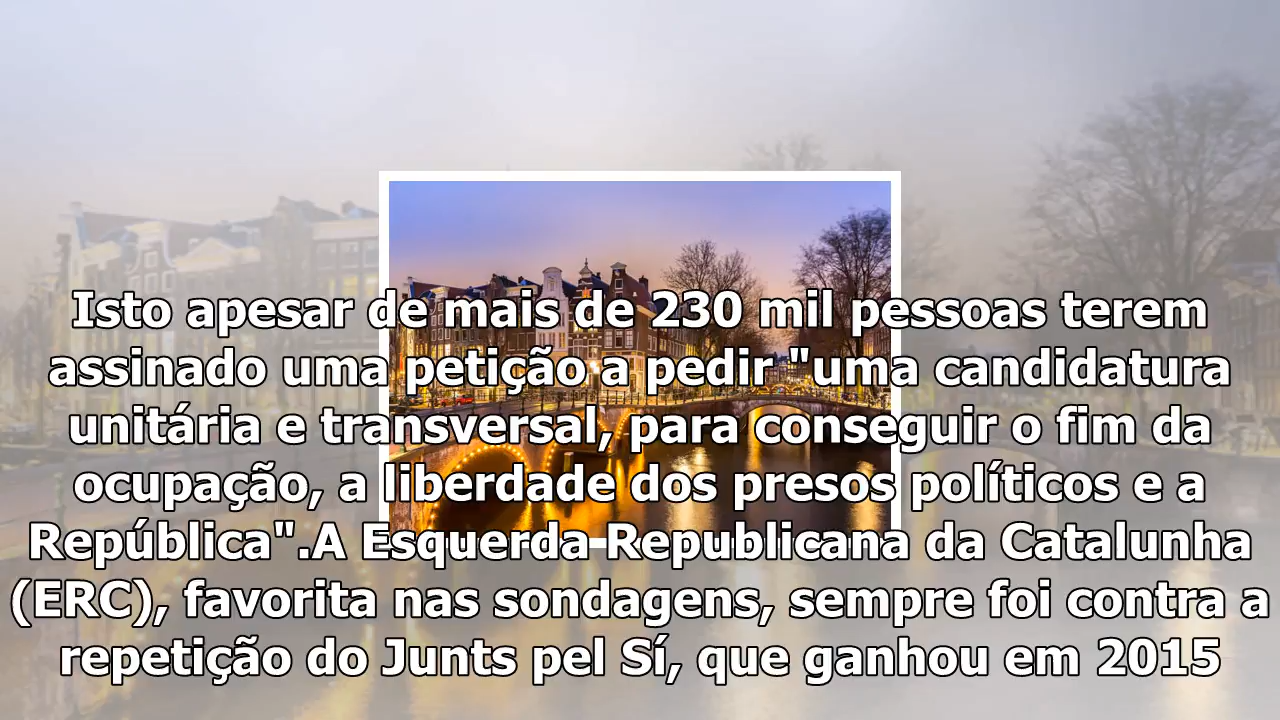 Isto apesar de mais de 230 mil pessoas terem
assinado uma petição a pedir "uma candidatura
unitária e transversal, para conseguir o fim da
ocupação, a liberdade dos presos políticos e a
República".A Esquerda Republicana da Catalunha
(ERC), favorita nas sondagens, sempre foi contra a
repetição do Junts pel Sí, que ganhou em 2015